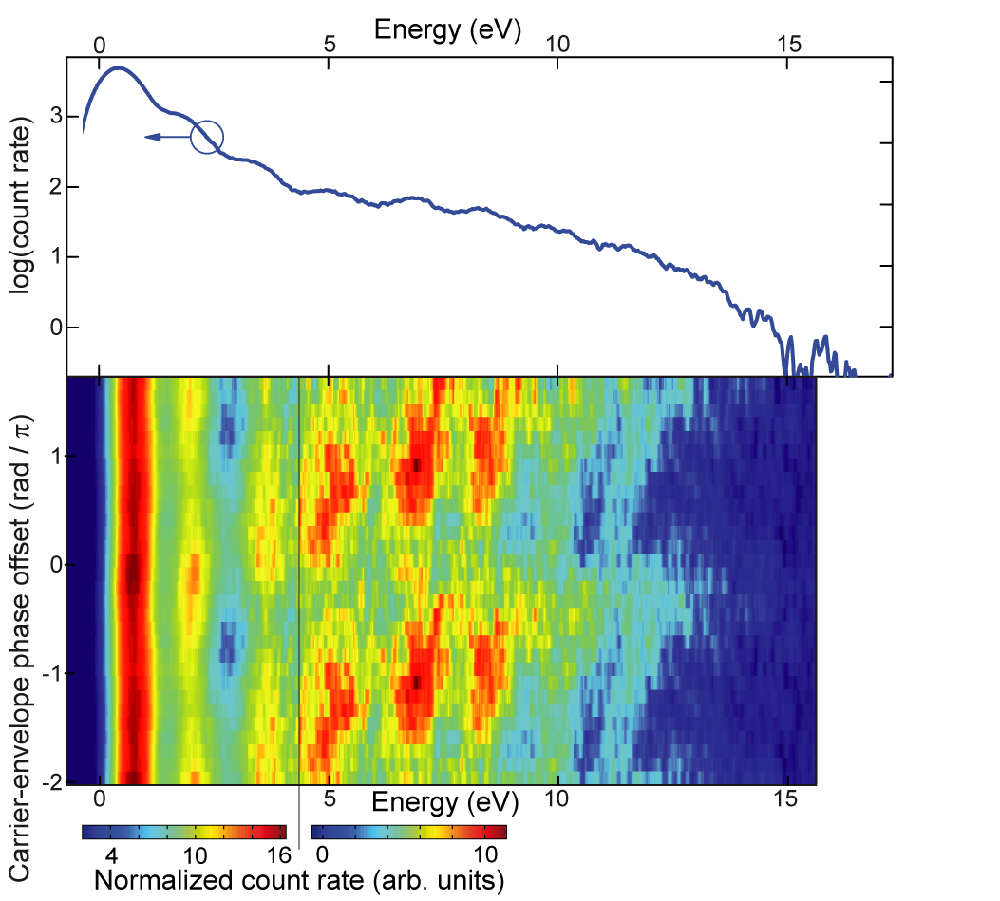 Energy (eV)
0 5 10 15
log(count rate)
3
2
1
0
Carrier-envelope phase offset (rad / π)
1
0
-1
-2
0 5 10 15
Energy (eV)
4 10 16 0 10
Normalized count rate (arb. units)